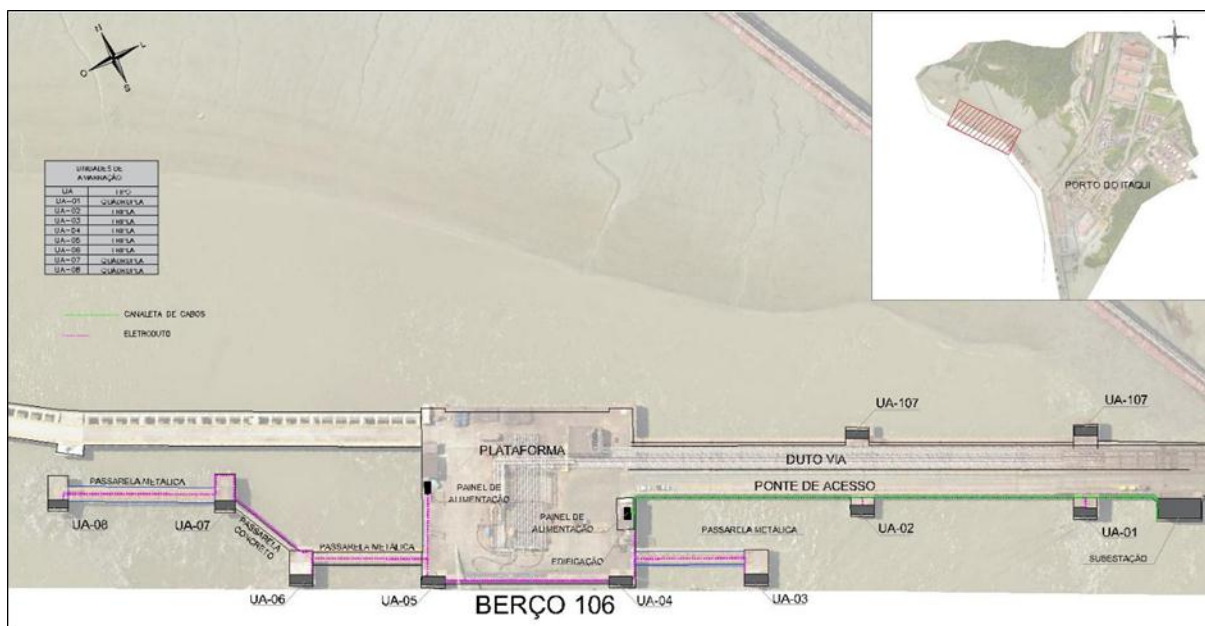 N
L
O
S
UNIDADES DE
AMARRAÇÃO
UA TIPO
UA-01 QUÁDRUPLA
UA-02 TRIPLA
UA-03 TRIPLA
UA-04 TRIPLA
UA-05 TRIPLA
UA-06 TRIPLA
UA-07 QUÁDRUPLA
UA-08 QUÁDRUPLA
CANALETA DE CABOS
ELETRODUTO
PORTO DO ITAQUI
UA-107
UA-107
PLATAFORMA
DUTO VIA
PONTE DE ACESSO
PASSARELA METÁLICA
PAINEL DE
ALIMENTAÇÃO
PAINEL DE
ALIMENTAÇÃO
PASSARELA METÁLICA
UA-08
UA-07
UA-02
UA-01
PASSARELA
CONCRETO
PASSARELA METÁLICA
EDIFICAÇÃO
SUBESTAÇÃO
UA-06
UA-05
BERÇO 106
UA-04
UA-03